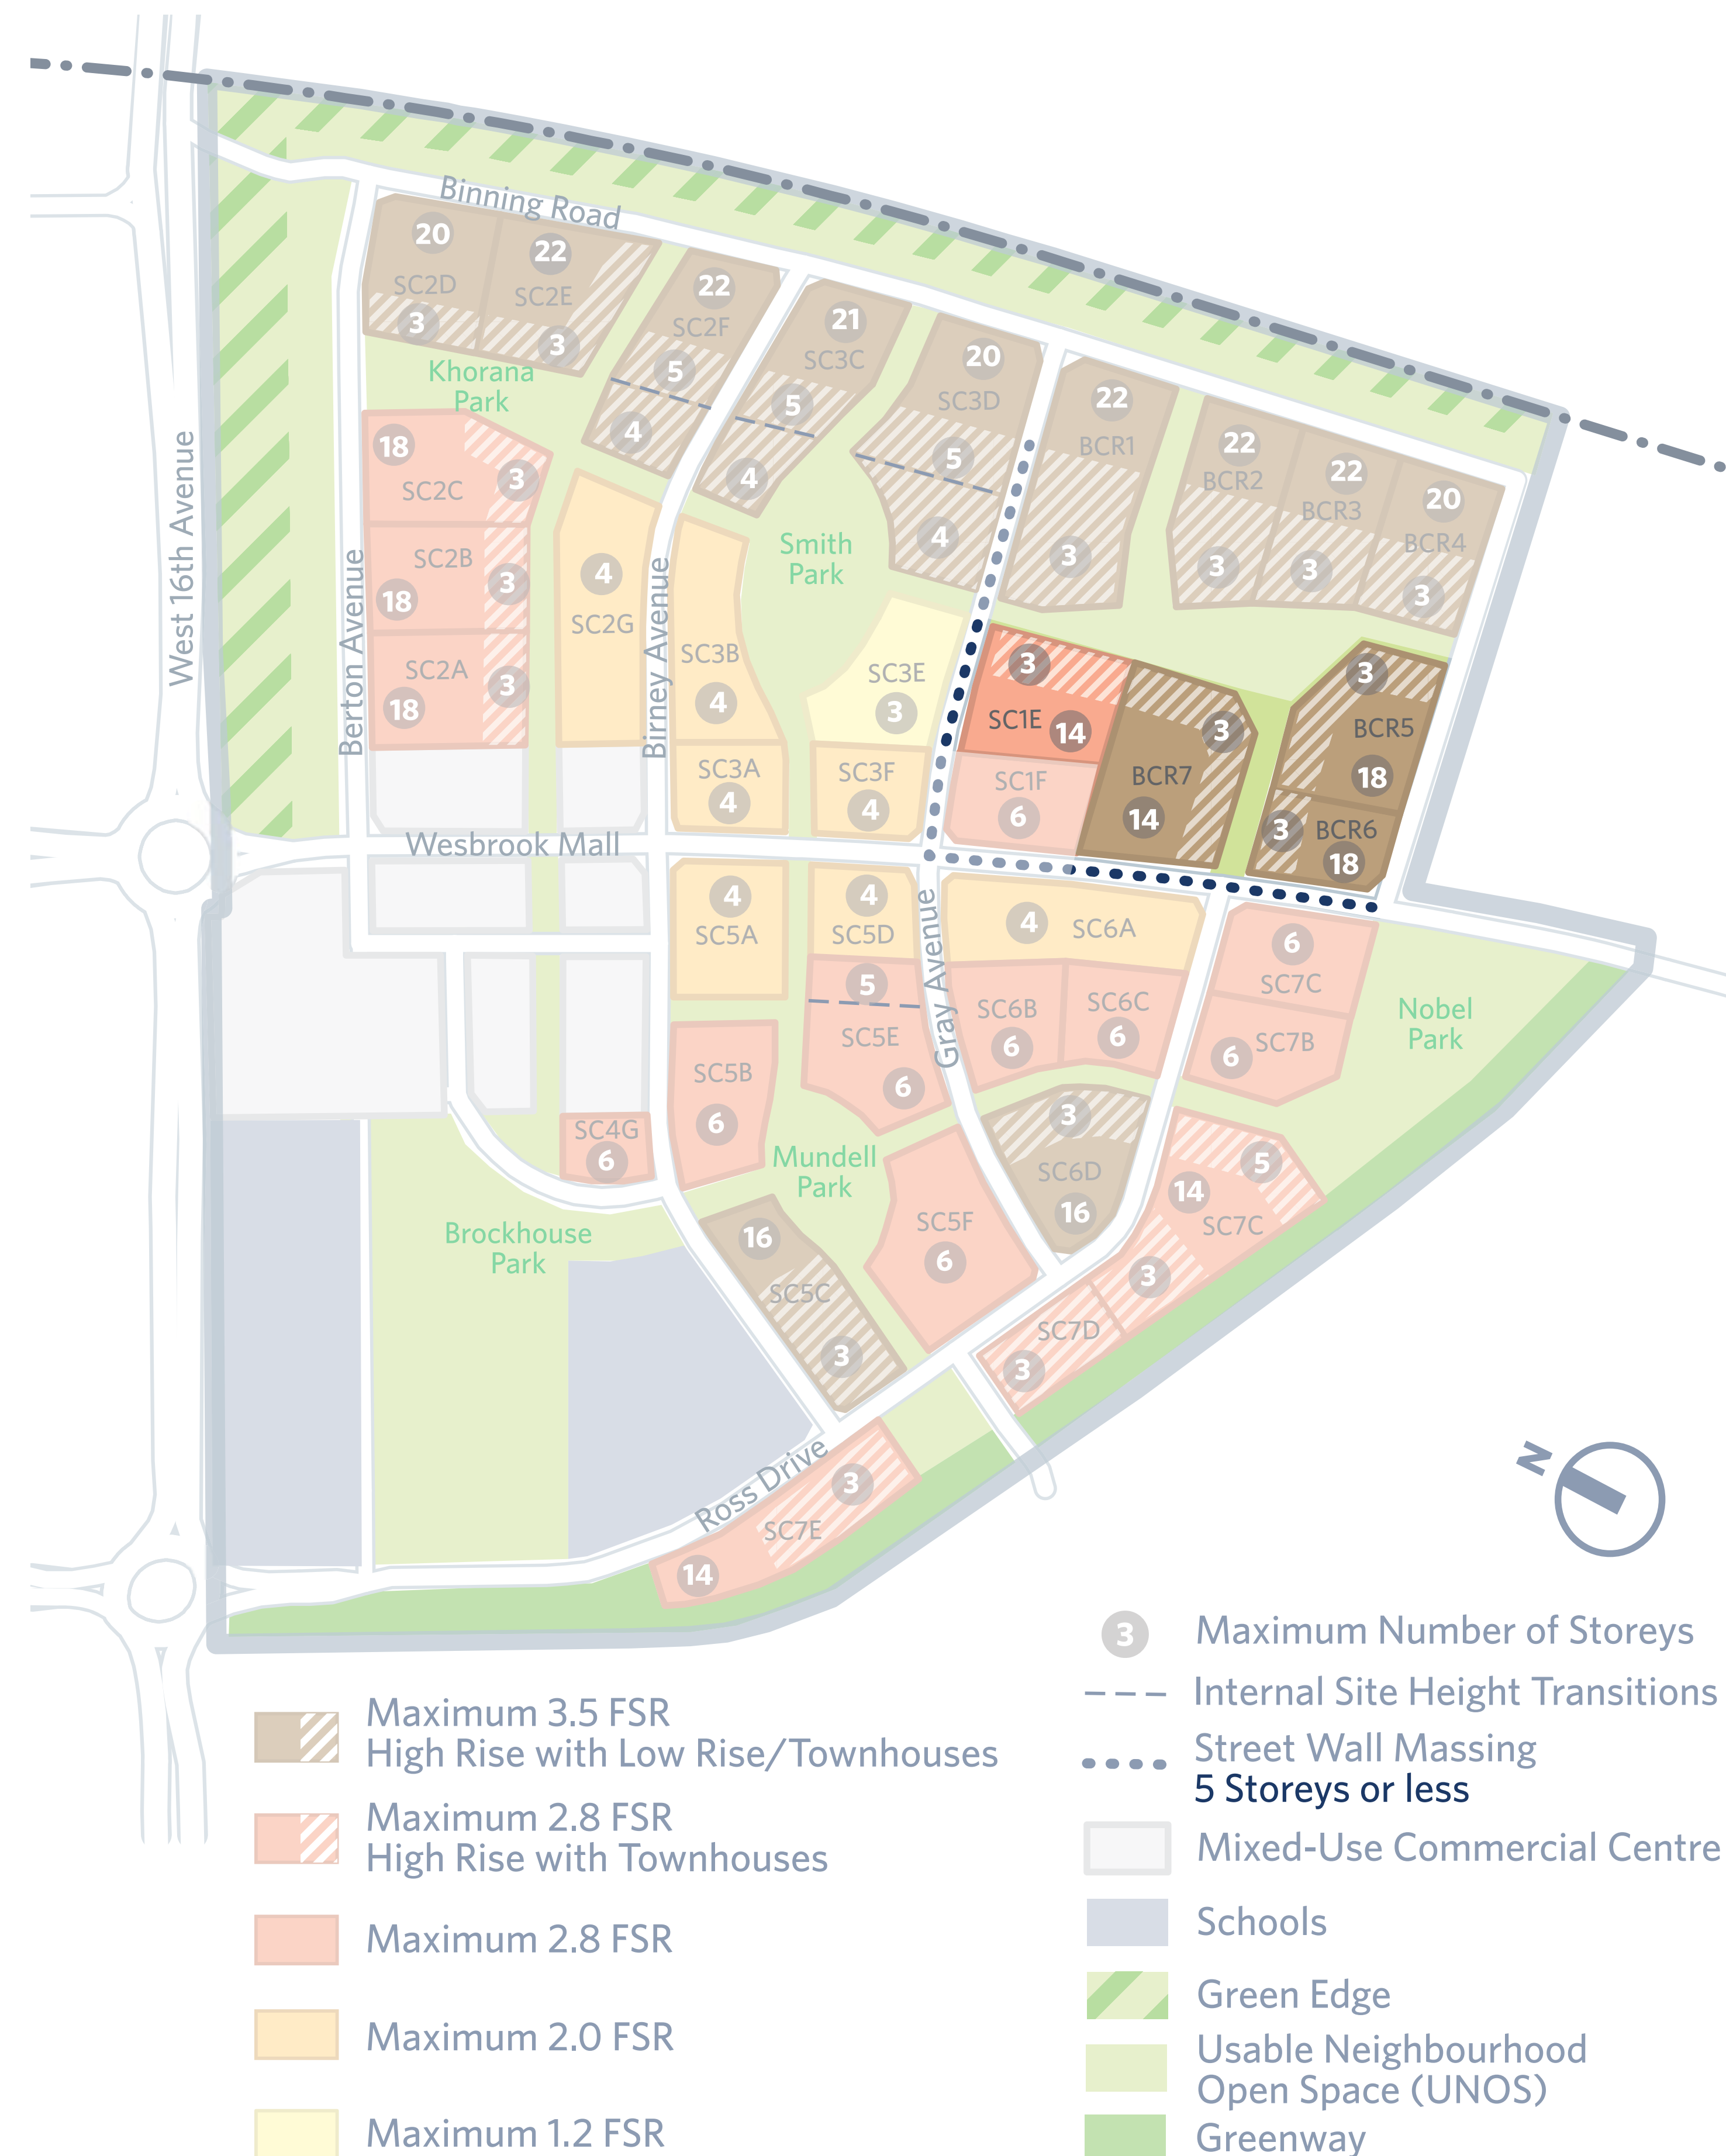 Binning Road
20
SC2D
3
22
SC2E
3
22
SC2F
5
4
21
SC3C
5
4
20
SC3D
5
4
22
BCR1
3
22
BCR2
3
22
BCR3
3
20
BCR4
3
Khorana
Park
18
SC2C
3
SC2B
18
3
SC2A
18
3
West 16th Avenue
Berton Avenue
4
SC2G
Birney Avenue
SC3B
4
SC3A
4
Smith
Park
SC3E
3
SC3F
4
3
SC1E
14
SC1F
6
3
BCR7
14
3
BCR5
18
3
BCR6
18
Wesbrook Mall
4
SC5A
4
SC5D
5
SC5E
6
Gray Avenue
4
SC6A
SC6B
6
SC6C
6
6
SC7C
SC7B
6
Nobel
Park
SC5B
6
SC4G
6
Mundell
Park
3
SC6D
16
5
14
SC7C
3
Brockhouse
Park
16
SC5C
3
SC5F
6
SC7D
3
Ross Drive
3
SC7E
14
N
Maximum 3.5 FSR
High Rise with Low Rise/Townhouses
Maximum 2.8 FSR
High Rise with Townhouses
Maximum 2.8 FSR
Maximum 2.0 FSR
Maximum 1.2 FSR
3
Maximum Number of Storeys
Internal Site Height Transitions
Street Wall Massing
5 Storeys or less
Mixed-Use Commercial Centre
Schools
Green Edge
Usable Neighbourhood
Open Space (UNOS)
Greenway